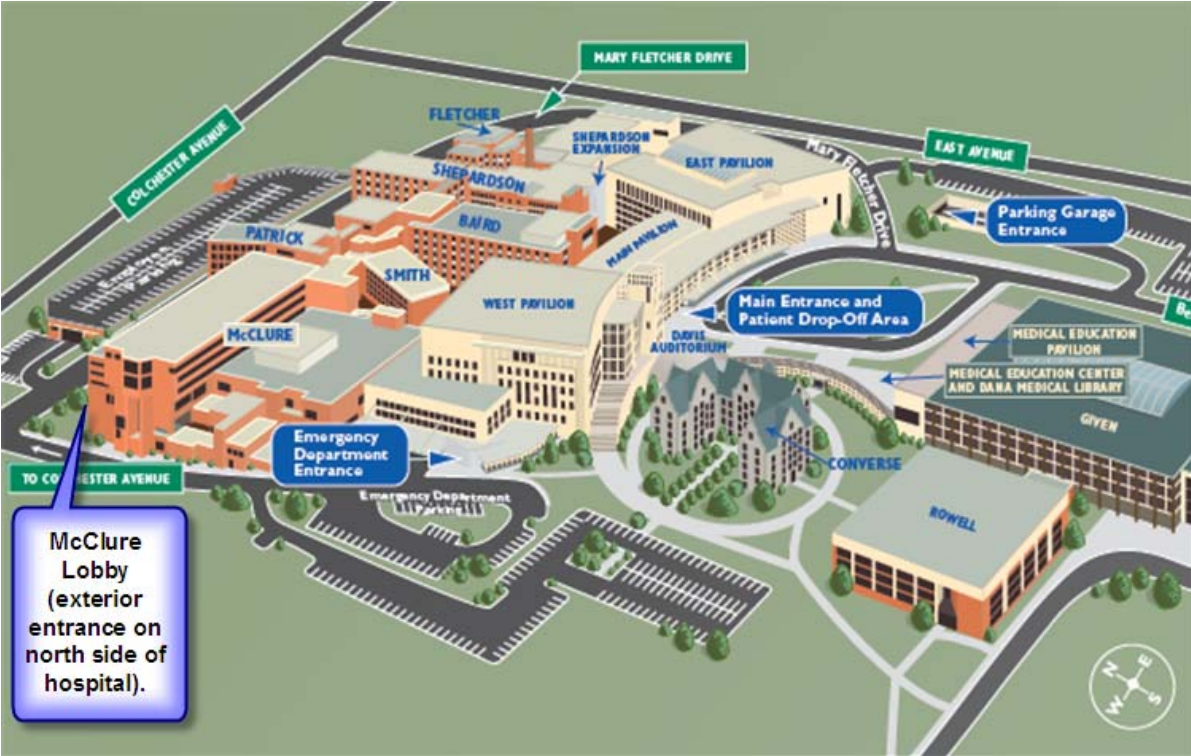 MARY FLETCHER DRIVE
COLCHESTER AVENUE
FLETCHER
SHEPARDSON
EXPANSION
EAST PAVILION
Mary Fletcher Drive
EAST AVENUE
SHEPARDSON
Parking Garage
Entrance
PATRICK
BAIRD
MAIN PAVILION
SMITH
WEST PAVILION
Main Entrance and
Patient Drop-Off Area
McCLURE
DAVIS
AUDITORIUM
MEDICAL EDUCATION
PAVILION
MEDICAL EDUCATION CENTER
AND DANA MEDICAL LIBRARY
GIVEN
Emergency
Department
Entrance
CONVERSE
TO COLCHESTER AVENUE
Emergency Department
Parking
ROWELL
McClure
Lobby
(exterior
entrance on
north side of
hospital).
N
E
W
S